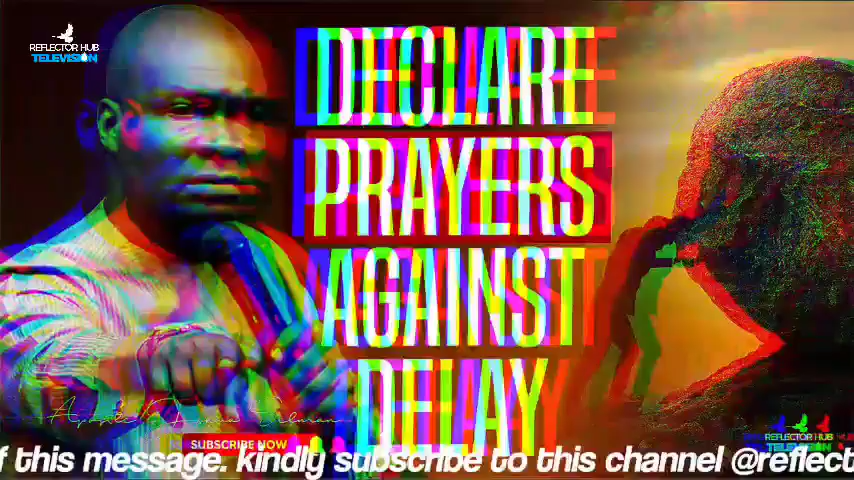 REFLECTOR HUB
TELEVISION
DECLARE
PRAYERS
AGAINST
DELAY
SUBSCRIBE NOW
REFLECTOR HUB
TELEVISION
f this message. kindly subscribe to this channel @reflect